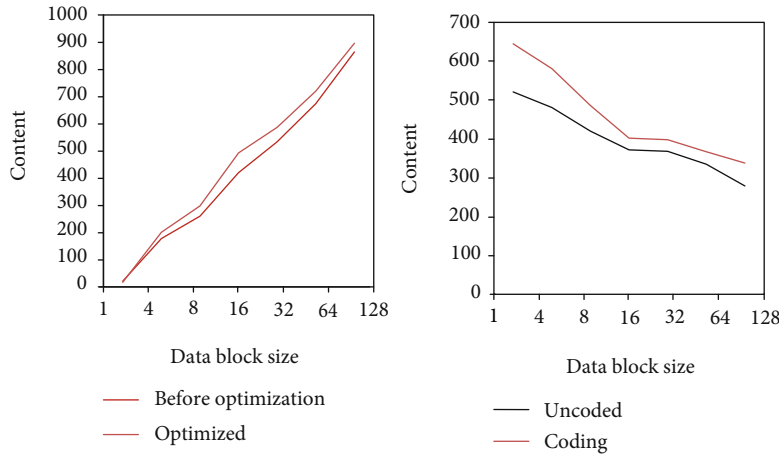 1000
900
800
700
600
500
400
300
200
100
0
Content
1 4 8 16 32 64 128
Data block size
Before optimization
Optimized
700
600
500
400
300
200
100
0
Content
1 4 8 16 32 64 128
Data block size
Uncoded
Coding